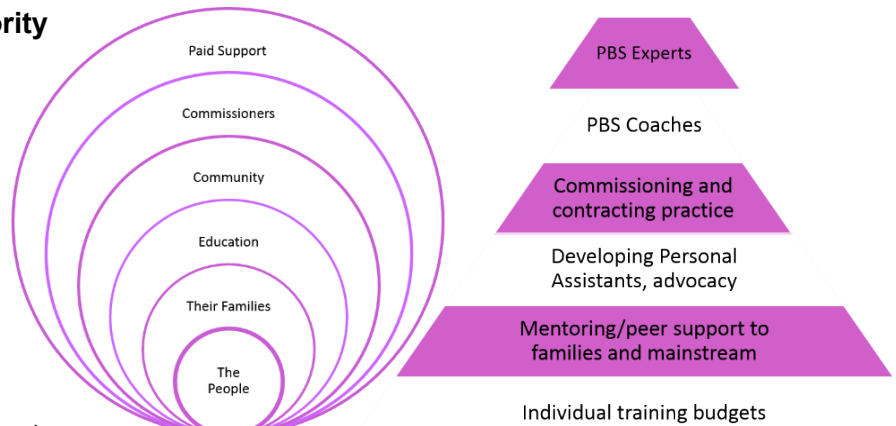 ority
Paid Support
Commissioners
Community
Education
Their Families
The
People
PBS Experts
PBS Coaches
Commissioning and
contracting practice
Developing Personal
Assistants, advocacy
Mentoring/peer support to
families and mainstream
Individual training budgets